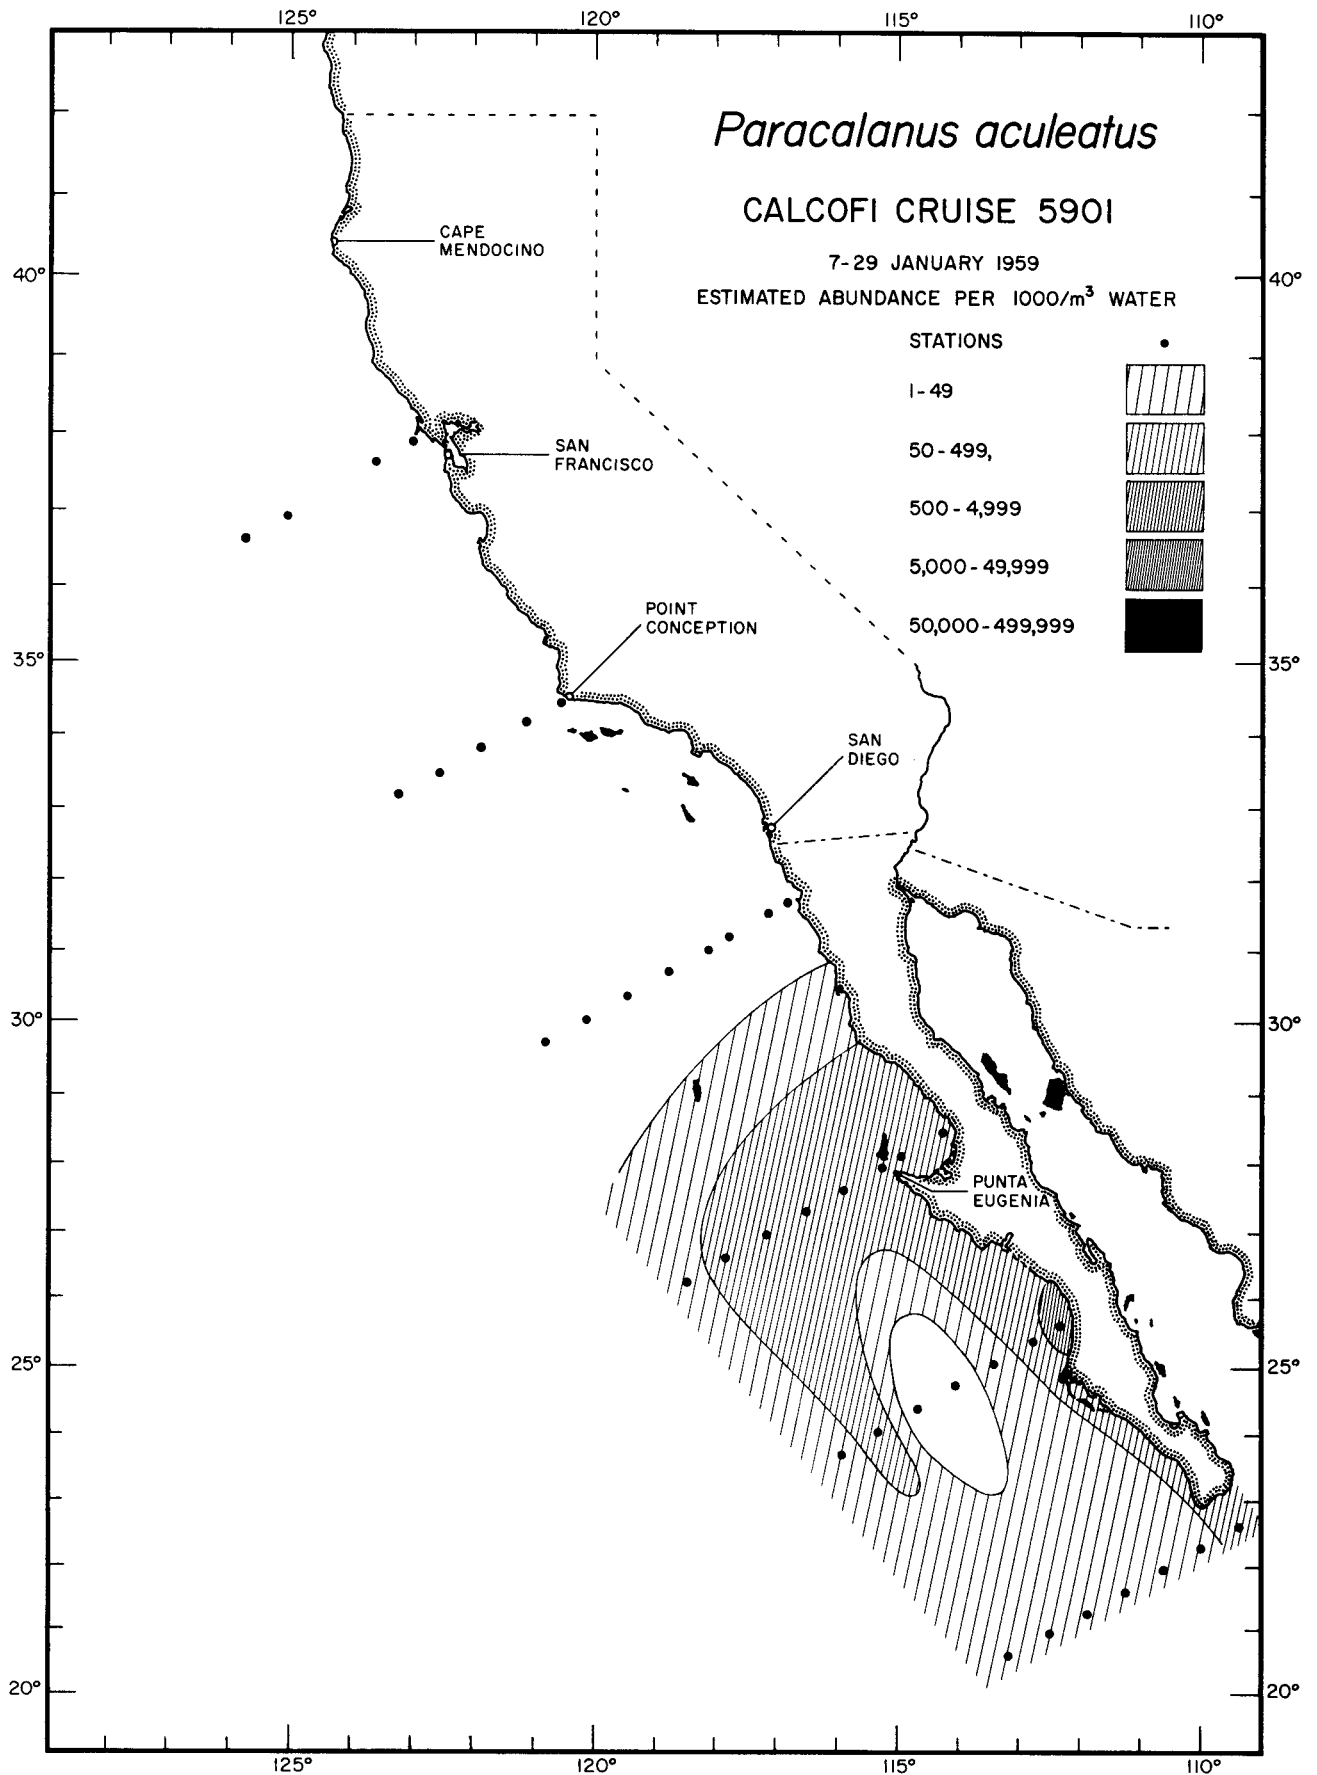 125° 120° 115° 110°
Paracalanus aculeatus
CALCOFI CRUISE 5901
7-29 JANUARY 1959
ESTIMATED ABUNDANCE PER 1000/m³ WATER
STATIONS
1-49
50-499,
500-4,999
5,000-49,999
50,000-499,999
CAPE
MENDOCINO
40° 40°
SAN
FRANCISCO
POINT
CONCEPTION
35° 35°
SAN
DIEGO
30° 30°
PUNTA
EUGENIA
25° 25°
20° 20°
125° 120° 115° 110°